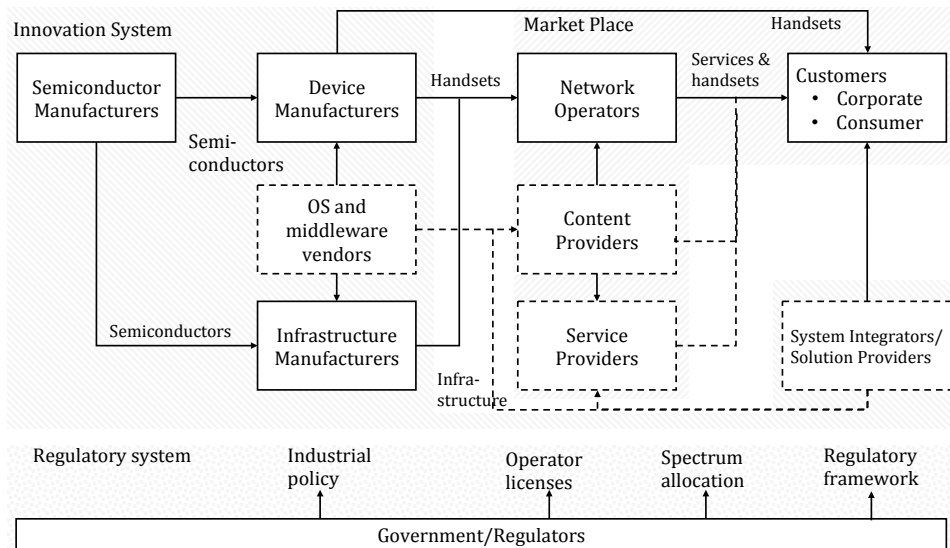 Innovation System
Market Place
Handsets
Semiconductor
Manufacturers
Device
Manufacturers
Handsets
Network
Operators
Services &
handsets
Customers
• Corporate
• Consumer
Semi-
conductors
OS and
middleware
vendors
Content
Providers
Semiconductors
Infrastructure
Manufacturers
Service
Providers
System Integrators/
Solution Providers
Infra-
structure
Regulatory system
Industrial
policy
Operator
licenses
Spectrum
allocation
Regulatory
framework
Government/Regulators